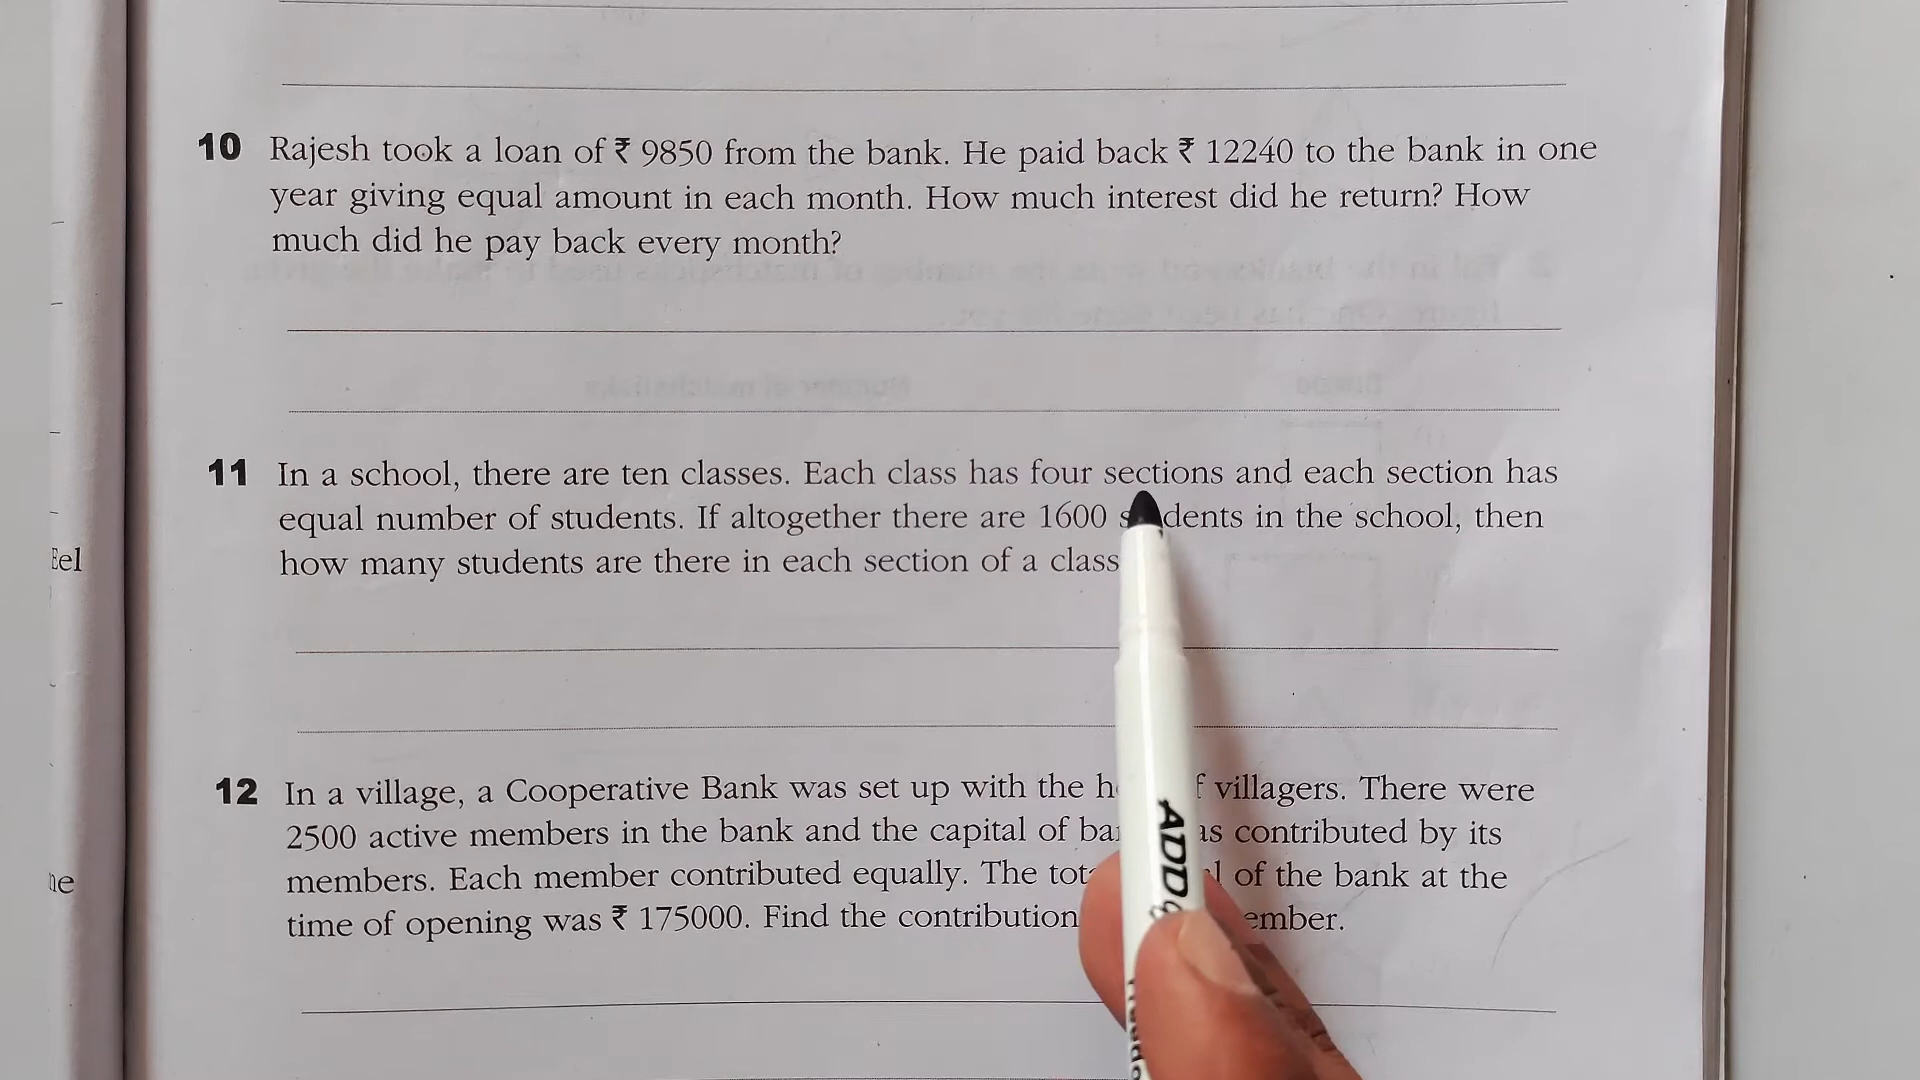 10 Rajesh took a loan of ₹ 9850 from the bank. He paid back ₹ 12240 to the bank in one
year giving equal amount in each month. How much interest did he return? How
much did he pay back every month?
11 In a school, there are ten classes. Each class has four sections and each section has
equal number of students. If altogether there are 1600 dents in the school, then
how many students are there in each section of a class
12 In a village, a Cooperative Bank was set up with the villagers. There were
2500 active members in the bank and the capital of contributed by its
members. Each member contributed equally. The of the bank at the
time of opening was ₹ 175000. Find the contribution ember.
Eel
ne
ADD